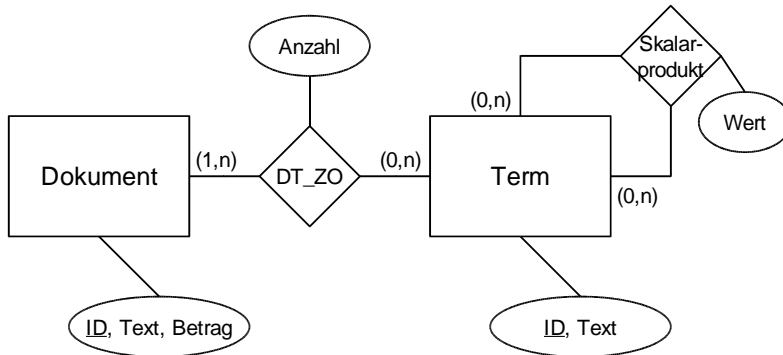 Anzahl
Skalar-
produkt
(0,n)
Wert
Dokument
(1,n)
DT_ZO
(0,n)
Term
(0,n)
ID, Text, Betrag
ID, Text